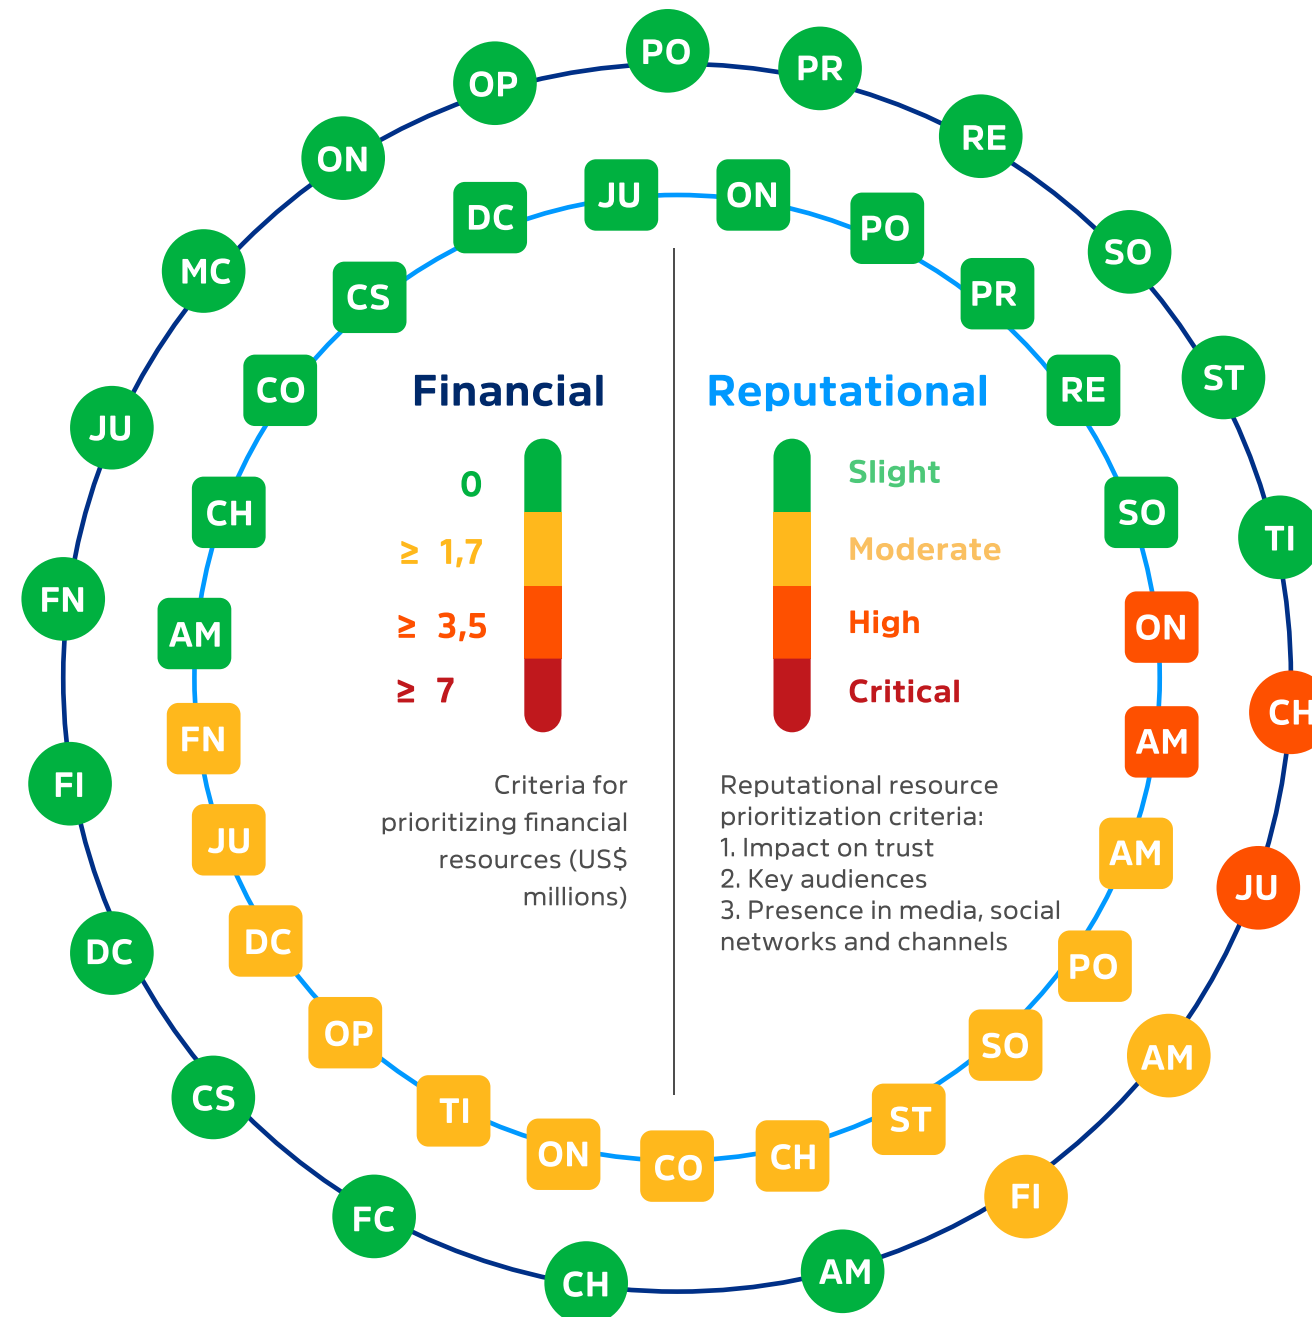 PO
PR
RE
SO
ST
TI
CH
JU
AM
FI
AM
CH
FC
CS
DC
FI
FN
JU
MC
ON
OP
JU
ON
PO
PR
RE
SO
ON
AM
AM
PO
SO
ST
CH
CO
ON
TI
OP
DC
JU
FN
AM
CH
CO
CS
DC
Financial
0
≥ 1,7
≥ 3,5
≥ 7
Criteria for
prioritizing financial
resources (US$
millions)
Reputational
Slight
Moderate
High
Critical
Reputational resource
prioritization criteria:
1. Impact on trust
2. Key audiences
3. Presence in media, social
networks and channels